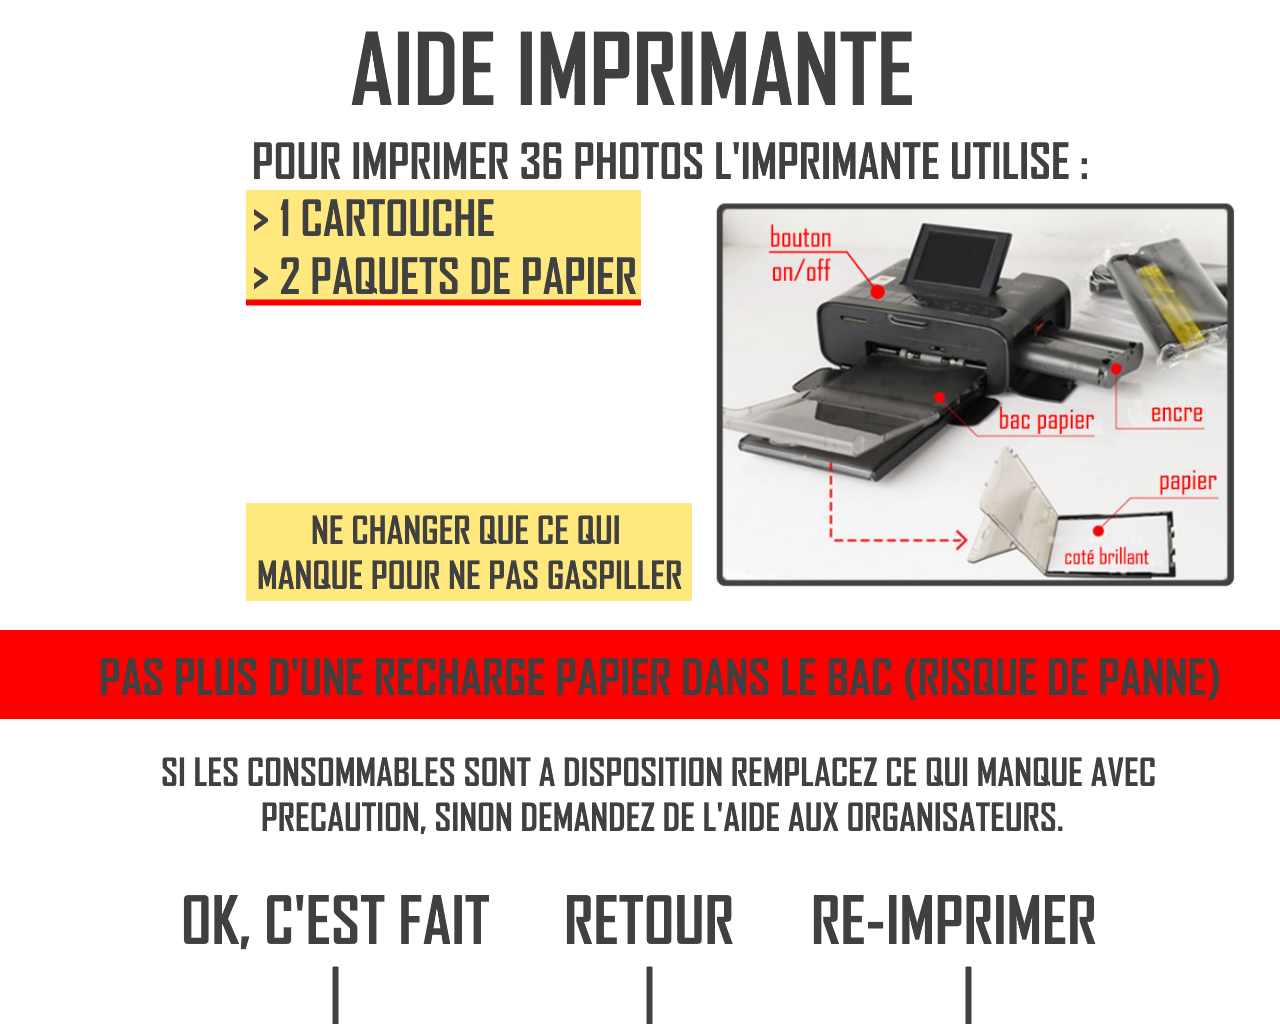 AIDE IMPRIMANTE
POUR IMPRIMER 36 PHOTOS L'IMPRIMANTE UTILISE :
> 1 CARTOUCHE
> 2 PAQUETS DE PAPIER
bouton
on/off
encre
bac papier
papier
coté brillant
NE CHANGER QUE CE QUI
MANQUE POUR NE PAS GASPILLER
PAS PLUS D'UNE RECHARGE PAPIER DANS LE BAC (RISQUE DE PANNE)
SI LES CONSOMMABLES SONT A DISPOSITION REMPLACEZ CE QUI MANQUE AVEC
PRECAUTION, SINON DEMANDEZ DE L'AIDE AUX ORGANISATEURS.
OK, C'EST FAIT
RETOUR
RE-IMPRIMER